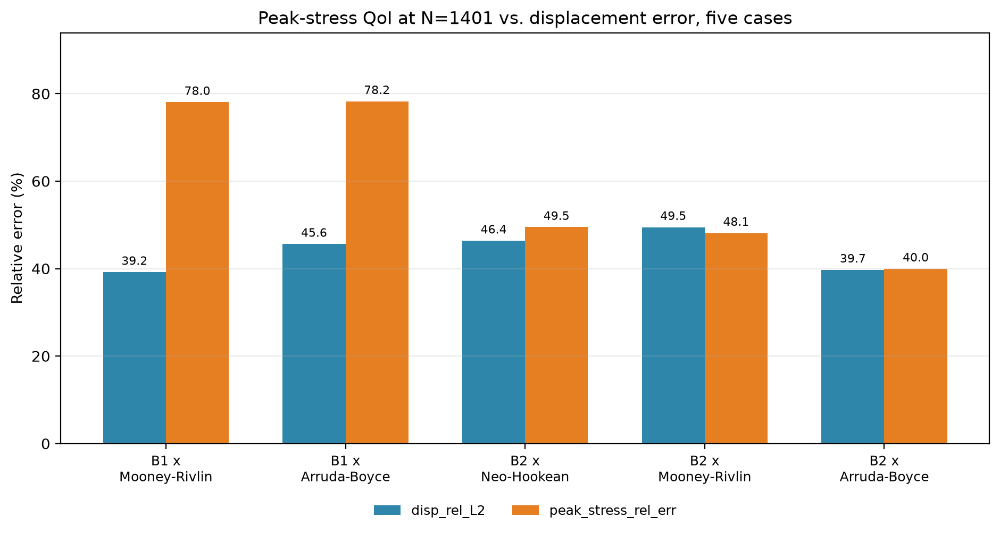 Peak-stress QoI at N=1401 vs. displacement error, five cases
Relative error (%)
80
60
40
20
0
39.2
78.0
45.6
78.2
46.4
49.5
49.5
48.1
39.7
40.0
B1 x
Mooney-Rivlin
B1 x
Arruda-Boyce
B2 x
Neo-Hookean
B2 x
Mooney-Rivlin
B2 x
Arruda-Boyce
disp_rel_L2
peak_stress_rel_err